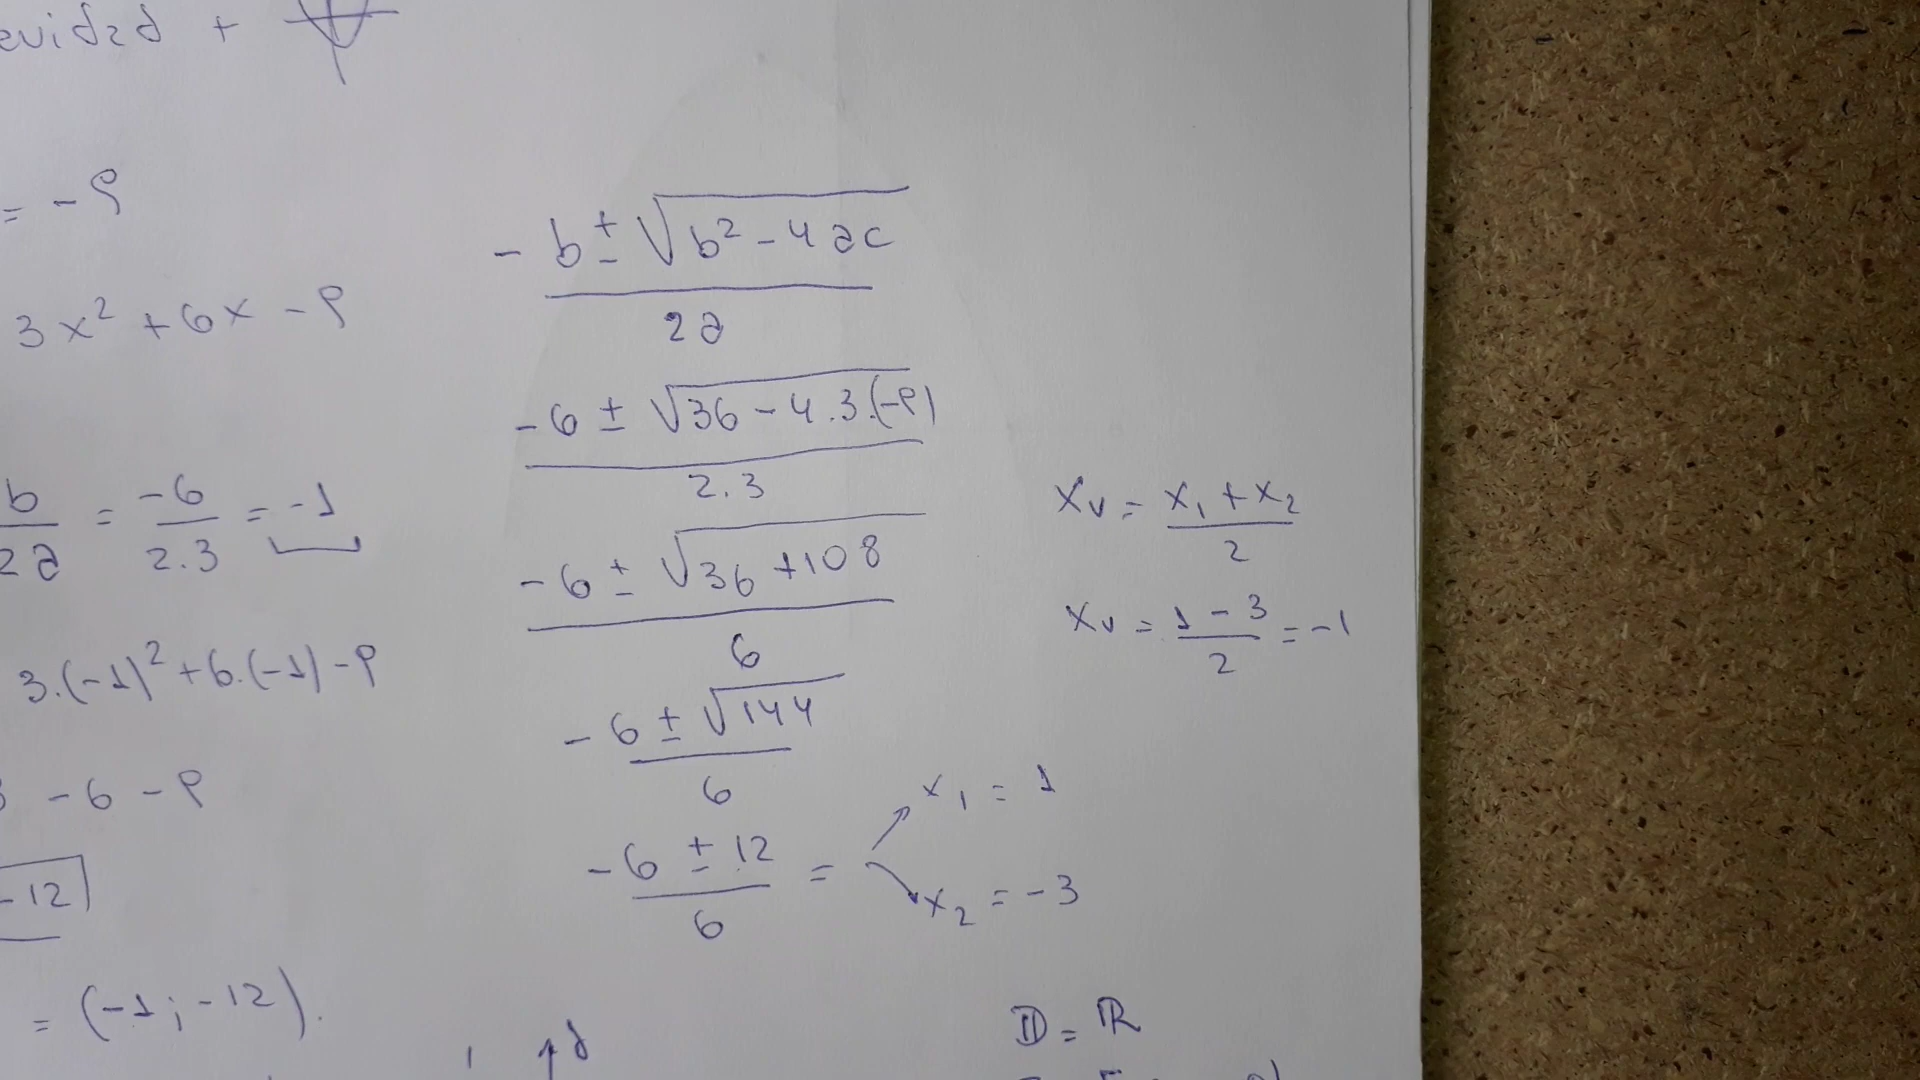 +
= -9
3x² + 6x - 9
b/2a = -6/2.3 = -1
3.(-1)² + 6.(-1) - 9
-6 - 9
-12
= (-1; -12).
-b ± √(b² - 4ac)
2a
-6 ± √(36 - 4.3.(-9))
2.3
-6 ± √(36 + 108)
6
-6 ± √144
6
-6 ± 12 =
6
x₁ = 1
x₂ = -3
Xv = x₁ + x₂
2
Xv = 1 - 3 = -1
2
D = ℝ